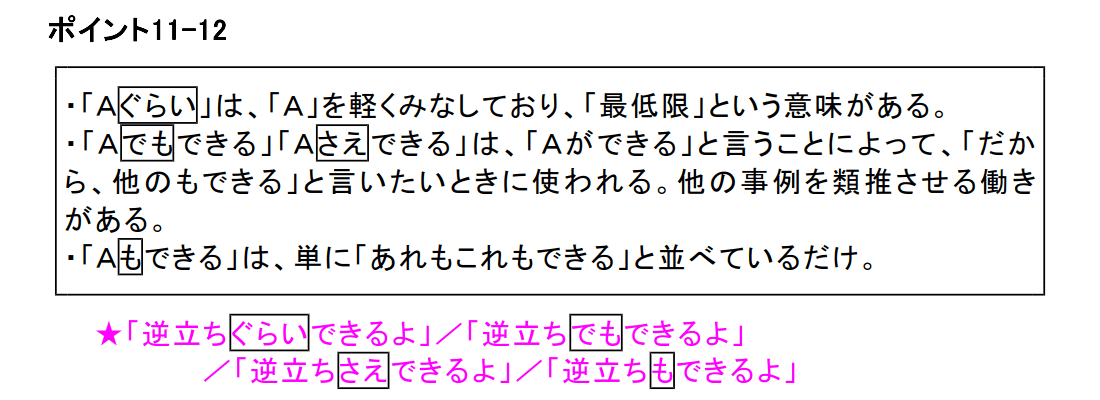 ポイント11-12
・「Aぐらい」は、「A」を軽くみなしており、「最低限」という意味がある。
・「Aでもできる」「Aさえできる」は、「Aができる」と言うことによって、「だか
ら、他のもできる」と言いたいときに使われる。他の事例を類推させる働き
がある。
・「Aもできる」は、単に「あれもこれもできる」と並べているだけ。
★「逆立ちぐらいできるよ」／「逆立ちでもできるよ」
／「逆立ちさえできるよ」／「逆立ちもできるよ」